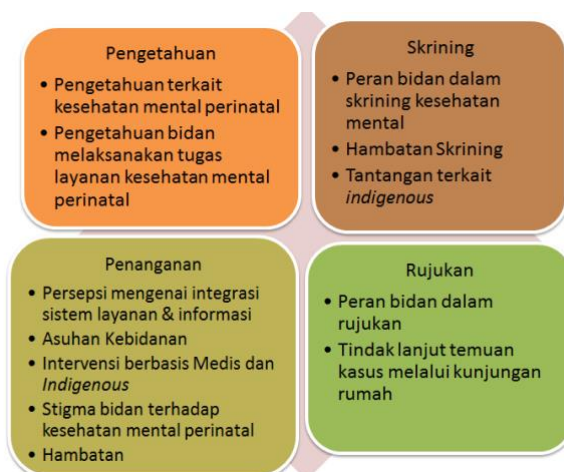 Pengetahuan
• Pengetahuan terkait
kesehatan mental perinatal
• Pengetahuan bidan
melaksanakan tugas
layanan kesehatan mental
perinatal
Skrining
• Peran bidan dalam
skrining kesehatan
mental
• Hambatan Skrining
• Tantangan terkait
indigenous
Penanganan
• Persepsi mengenai integrasi
sistem layanan & informasi
• Asuhan Kebidanan
• Intervensi berbasis Medis dan
Indigenous
• Stigma bidan terhadap
kesehatan mental perinatal
• Hambatan
Rujukan
• Peran bidan dalam
rujukan
• Tindak lanjut temuan
kasus melalui kunjungan
rumah